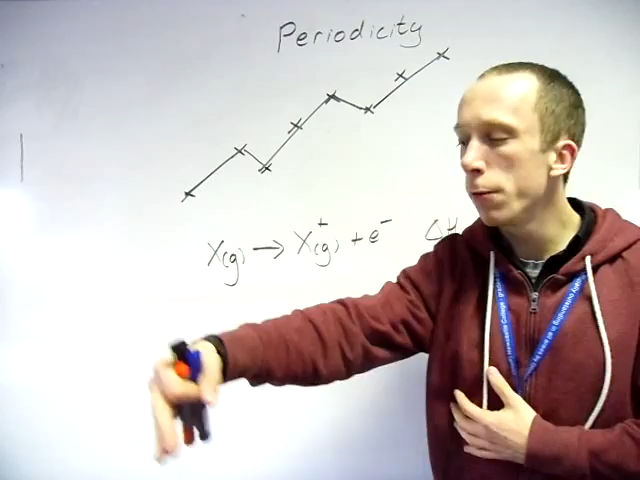 Periodicity
X(g) → X⁺(g) + e⁻ ΔH